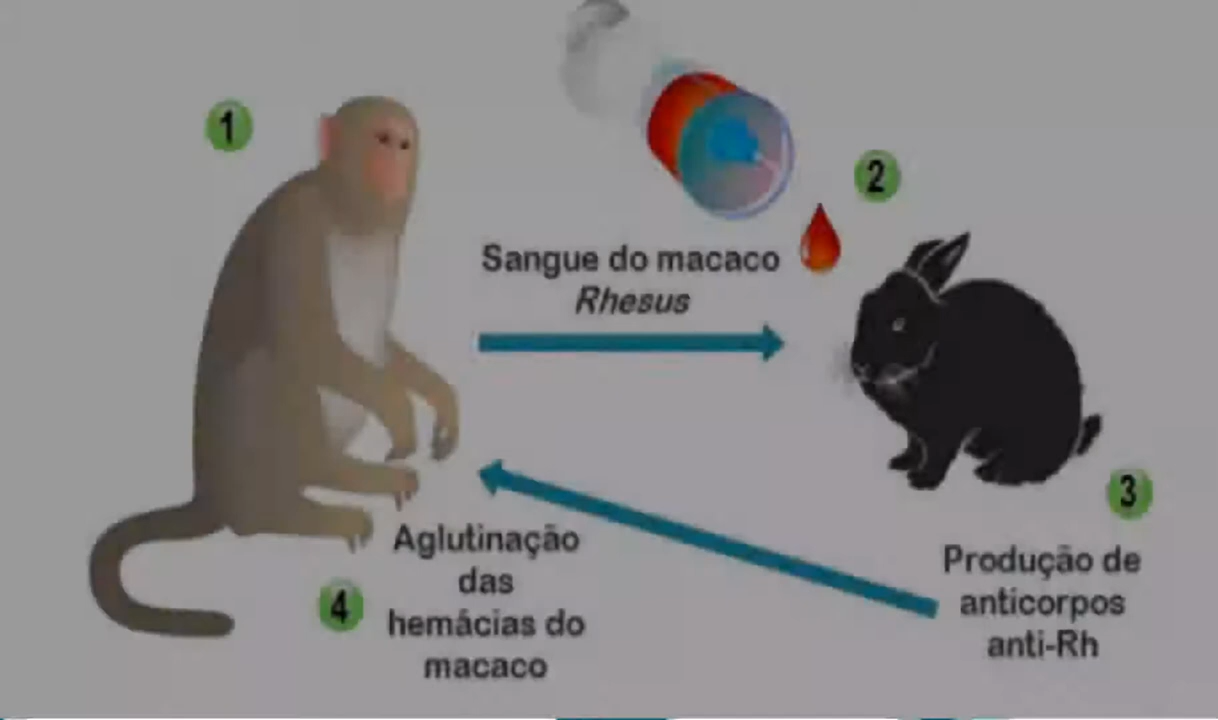 1
2
Sangue do macaco
Rhesus
3
Aglutinação
das
hemácias do
macaco
4
Produção de
anticorpos
anti-Rh